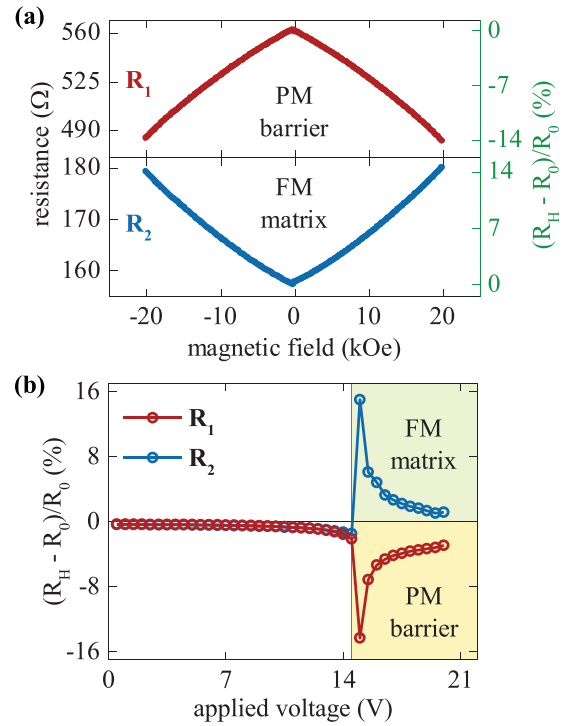 (a)
560
525
490
resistance (Ω)
R1
PM
barrier
0
-7
-14
(RH - R0)/R0 (%)
180
170
160
R2
FM
matrix
14
7
0
-20
-10
0
10
20
magnetic field (kOe)
(b)
16
8
0
-8
-16
(RH - R0)/R0 (%)
R1
R2
FM
matrix
PM
barrier
0
7
14
21
applied voltage (V)